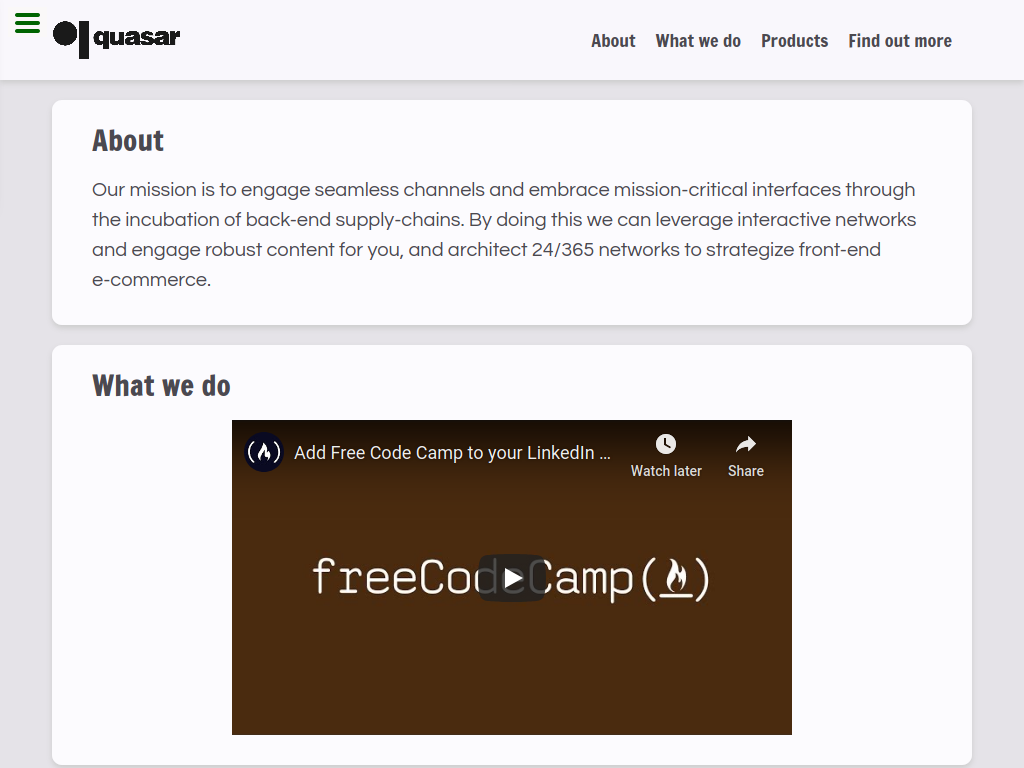 quasar
About
What we do
Products
Find out more
About
Our mission is to engage seamless channels and embrace mission-critical interfaces through
the incubation of back-end supply-chains. By doing this we can leverage interactive networks
and engage robust content for you, and architect 24/365 networks to strategize front-end
e-commerce.
What we do
Add Free Code Camp to your LinkedIn ...
Watch later
Share
freeCodeCamp